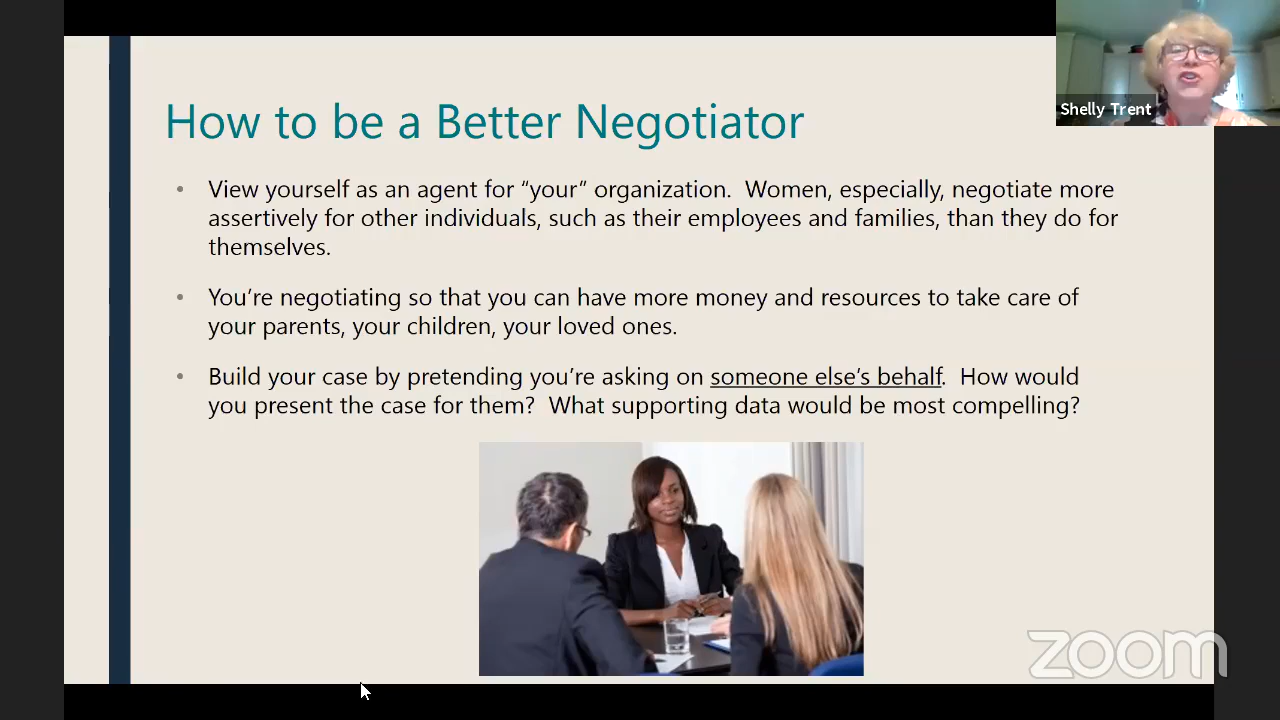 How to be a Better Negotiator
Shelly Trent
• View yourself as an agent for “your” organization.  Women, especially, negotiate more
assertively for other individuals, such as their employees and families, than they do for
themselves.
• You’re negotiating so that you can have more money and resources to take care of
your parents, your children, your loved ones.
• Build your case by pretending you’re asking on someone else’s behalf.  How would
you present the case for them?  What supporting data would be most compelling?
zoom